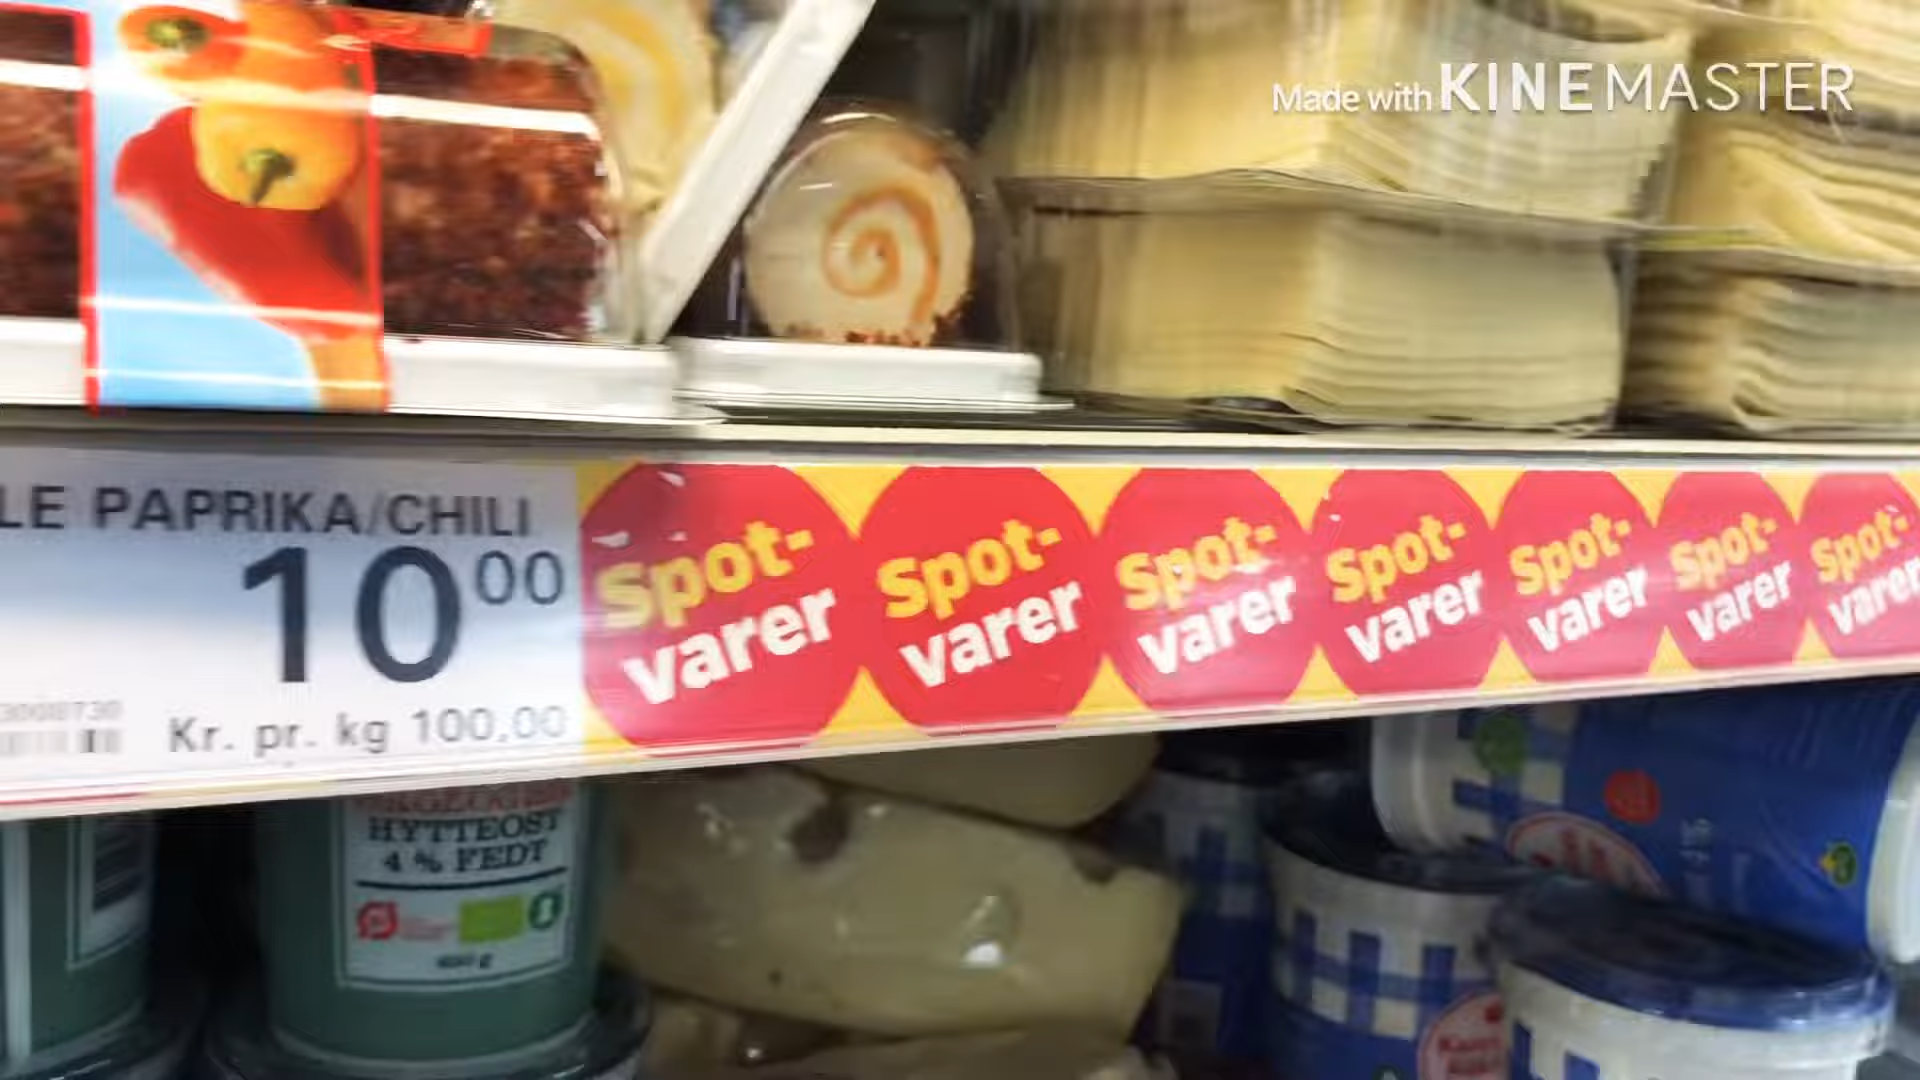 Made with KINEMASTER
LE PAPRIKA/CHILI
10 00
Kr. pr. kg 100,00
Spot-
varer
Spot-
varer
Spot-
varer
Spot-
varer
Spot-
varer
Spot-
varer
Spot-
varer
HYTTEOST
4 % FEDT